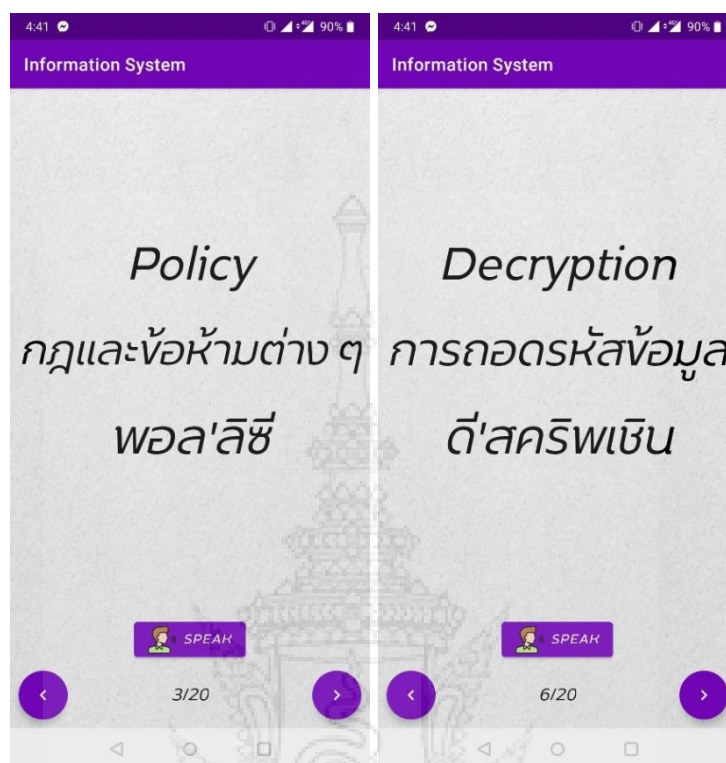 4:41
90%
Information System
Policy
กฎและข้อห้ามต่าง ๆ
พอล'ลิซี่
SPEAK
3/20
4:41
90%
Information System
Decryption
การถอดรหัสข้อมูล
ดี'สคริพเชิน
SPEAK
6/20